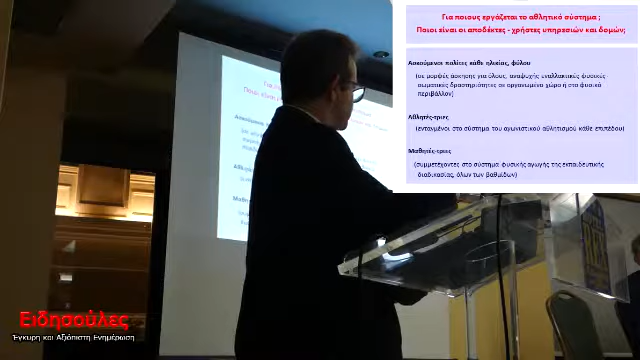 Για ποιους εργάζεται το αθλητικό σύστημα ;
Ποιοι είναι οι αποδέκτες - χρήστες υπηρεσιών και δομών;
Ασκούμενοι πολίτες κάθε ηλικίας, φύλου
(σε μορφές άσκησης για όλους, αναψυχής εναλλακτικές φυσικές-
σωματικές δραστηριότητες σε οργανωμένο χώρο ή στο φυσικό
περιβάλλον)
Αθλητές-τριες
(ενταγμένοι στο σύστημα του αγωνιστικού αθλητισμού κάθε επιπέδου)
Μαθητές-τριες
(συμμετέχοντες στο σύστημα φυσικής αγωγής της εκπαιδευτικής
διαδικασίας, όλων των βαθμίδων)
Ειδησούλες
Έγκυρη και Αξιόπιστη Ενημέρωση